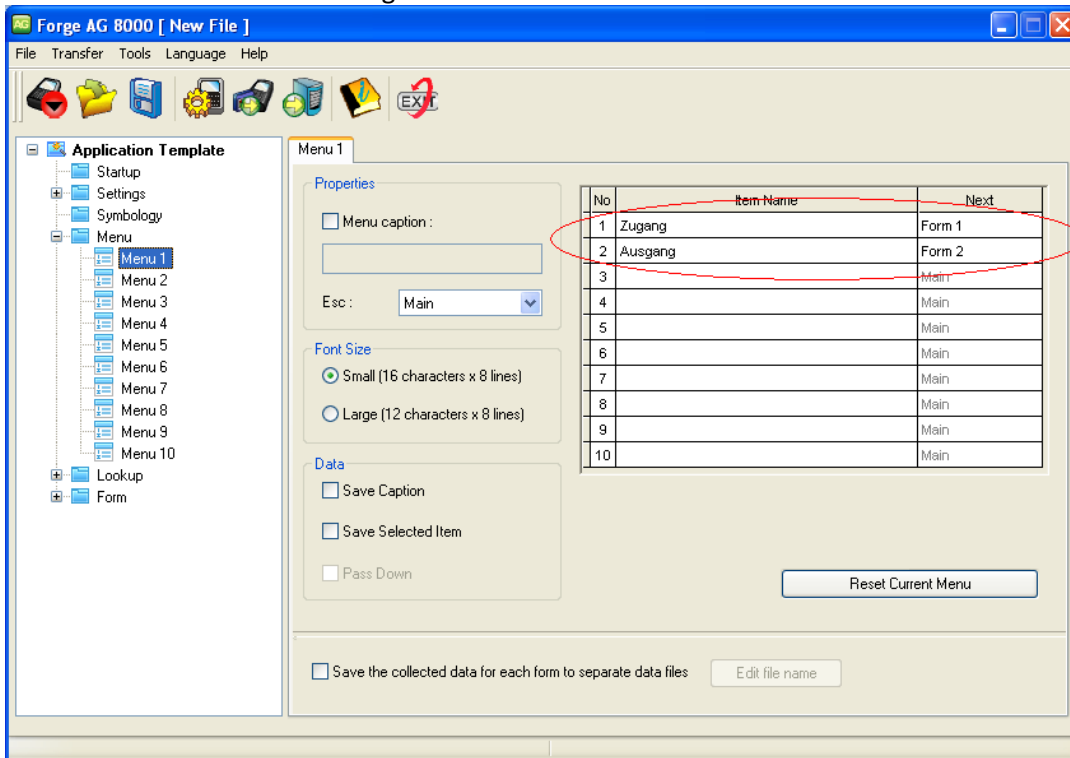 Forge AG 8000 [ New File ]
File Transfer Tools Language Help
EXIT
Application Template
Startup
Settings
Symbology
Menu
Menu 1
Menu 2
Menu 3
Menu 4
Menu 5
Menu 6
Menu 7
Menu 8
Menu 9
Menu 10
Lookup
Form
Menu 1
Properties
Menu caption :
Esc : Main
Font Size
Small (16 characters x 8 lines)
Large (12 characters x 8 lines)
Data
Save Caption
Save Selected Item
Pass Down
No Item Name Next
1 Zugang Form 1
2 Ausgang Form 2
3 Main
4 Main
5 Main
6 Main
7 Main
8 Main
9 Main
10 Main
Reset Current Menu
Save the collected data for each form to separate data files Edit file name